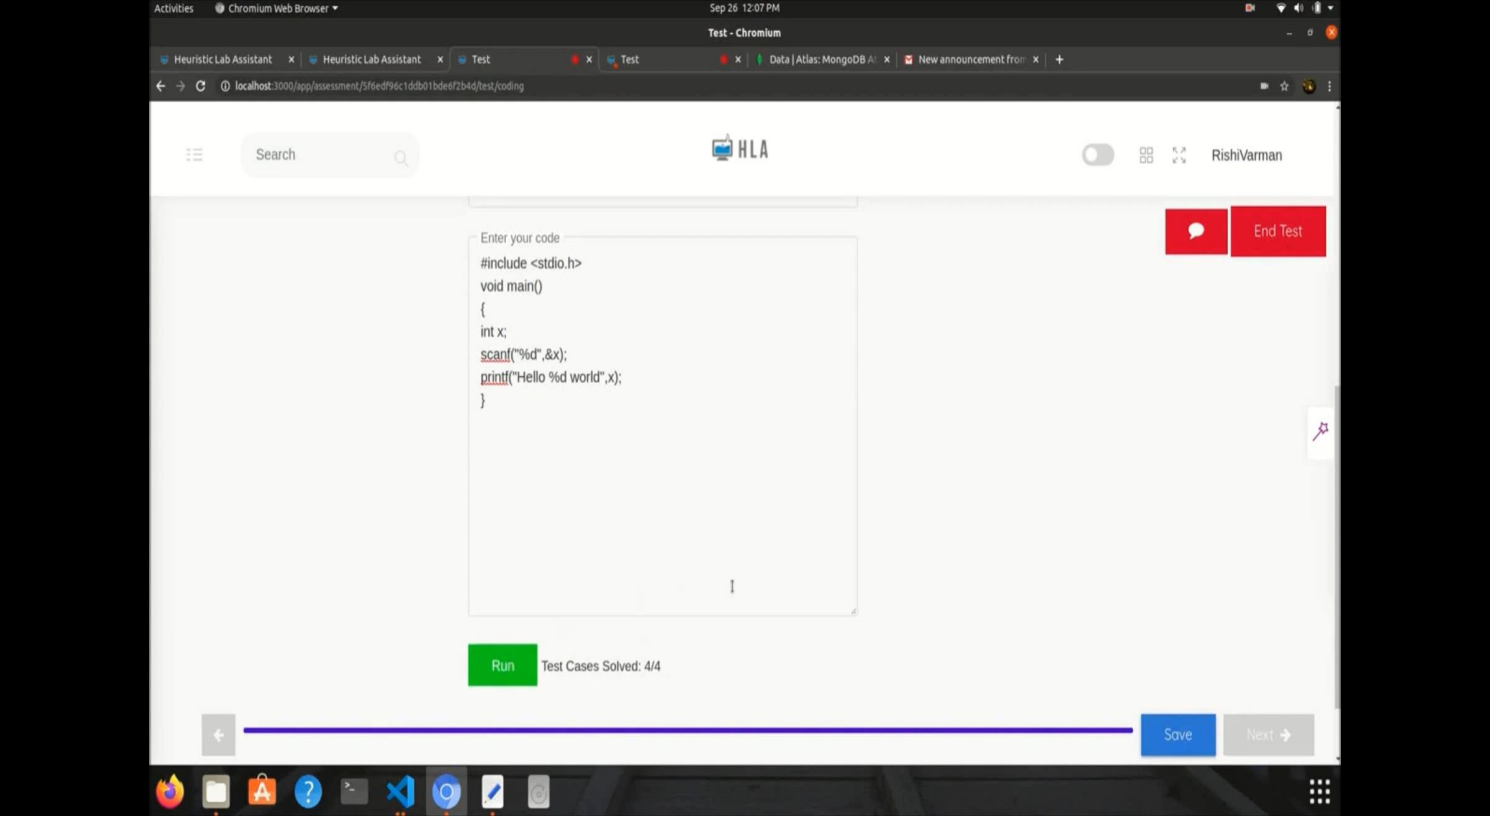 Activities
Chromium Web Browser
Sep 26 12:07 PM
Test - Chromium
Heuristic Lab Assistant
Heuristic Lab Assistant
Test
Test
Data | Atlas: MongoDB A
New announcement from
localhost:3000/app/assessment/5f6edf96c1ddb01bde6f2b4d/test/coding
Search
HLA
RishiVarman
End Test
Enter your code
#include <stdio.h>
void main()
{
int x;
scanf("%d",&x);
printf("Hello %d world",x);
}
Run
Test Cases Solved: 4/4
Save
Next